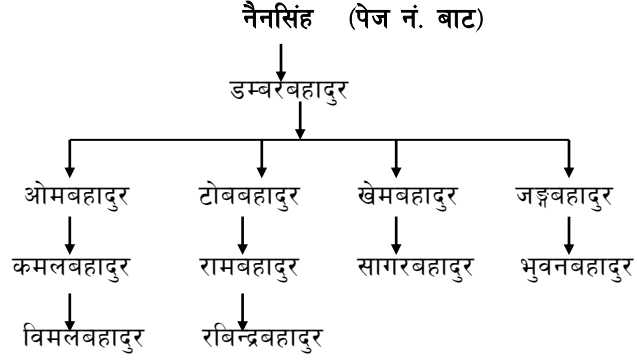 नैनसिंह (पेज नं. बाट)
डम्बरबहादुर
ओमबहादुर टोबबहादुर खेमबहादुर जङ्गबहादुर
कमलबहादुर रामबहादुर सागरबहादुर भुवनबहादुर
विमलबहादुर रबिन्द्रबहादुर